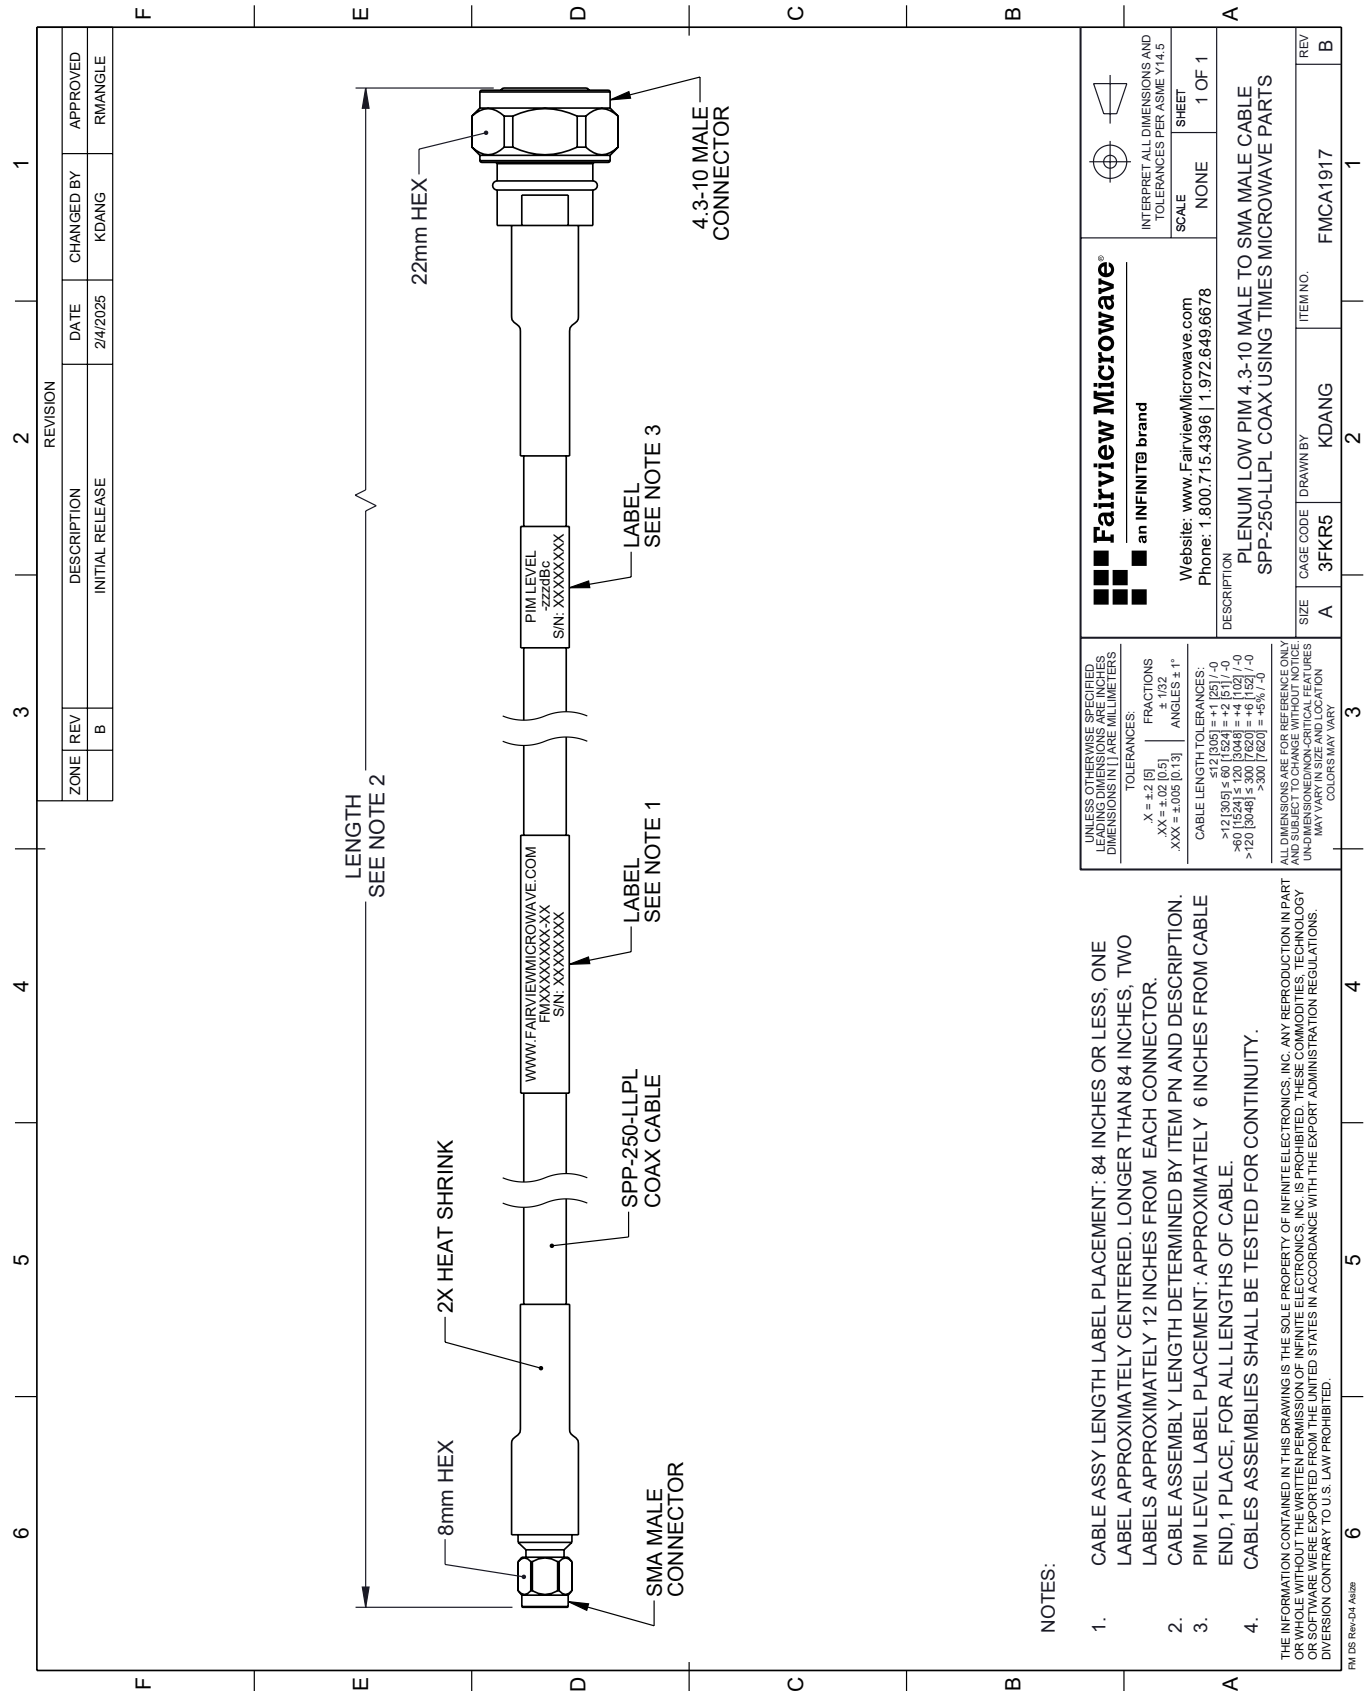 6 5 4 3 2 1
F
E
D
C
B
A
REVISION
ZONE REV DESCRIPTION DATE CHANGED BY APPROVED
B INITIAL RELEASE 2/4/2025 KDANG RMANGLE
LENGTH
SEE NOTE 2
8mm HEX
2X HEAT SHRINK
22mm HEX
WWW.FAIRVIEWMICROWAVE.COM
FMXXXXXXXX-XX
S/N: XXXXXXXX
PIM LEVEL
-zzzdBc
S/N: XXXXXXXX
SMA MALE
CONNECTOR
SPP-250-LLPL
COAX CABLE
LABEL
SEE NOTE 1
LABEL
SEE NOTE 3
4.3-10 MALE
CONNECTOR
NOTES:
1. CABLE ASSY LENGTH LABEL PLACEMENT: 84 INCHES OR LESS, ONE
LABEL APPROXIMATELY CENTERED. LONGER THAN 84 INCHES, TWO
LABELS APPROXIMATELY 12 INCHES FROM EACH CONNECTOR.
2. CABLE ASSEMBLY LENGTH DETERMINED BY ITEM PN AND DESCRIPTION.
3. PIM LEVEL LABEL PLACEMENT: APPROXIMATELY 6 INCHES FROM CABLE
END,1 PLACE, FOR ALL LENGTHS OF CABLE.
4. CABLES ASSEMBLIES SHALL BE TESTED FOR CONTINUITY.
THE INFORMATION CONTAINED IN THIS DRAWING IS THE SOLE PROPERTY OF INFINITE ELECTRONICS, INC. ANY REPRODUCTION IN PART
OR WHOLE WITHOUT THE WRITTEN PERMISSION OF INFINITE ELECTRONICS, INC. IS PROHIBITED. THESE COMMODITIES, TECHNOLOGY
OR SOFTWARE WERE EXPORTED FROM THE UNITED STATES IN ACCORDANCE WITH THE EXPORT ADMINISTRATION REGULATIONS.
DIVERSION CONTRARY TO U.S. LAW PROHIBITED.
UNLESS OTHERWISE SPECIFIED
LEADING DIMENSIONS ARE INCHES
DIMENSIONS IN [ ] ARE MILLIMETERS
TOLERANCES:
.X = ±.2 [5] FRACTIONS
.XX = ±.02 [0.5] ± 1/32
.XXX = ±.005 [0.13] ANGLES ± 1°
CABLE LENGTH TOLERANCES:
≤12 [305] = +1 [25] / -0
>12 [305] ≤ 60 [1524] = +2 [51] / -0
>60 [1524] ≤ 120 [3048] = +4 [102] / -0
>120 [3048] ≤ 300 [7620] = +6 [152] / -0
>300 [7620] = +5% / -0
ALL DIMENSIONS ARE FOR REFERENCE ONLY
AND SUBJECT TO CHANGE WITHOUT NOTICE.
UN-DIMENSIONED/NON-CRITICAL FEATURES
MAY VARY IN SIZE AND LOCATION
COLORS MAY VARY
Fairview Microwave®
an INFINITE brand
Website: www.FairviewMicrowave.com
Phone: 1.800.715.4396 | 1.972.649.6678
INTERPRET ALL DIMENSIONS AND
TOLERANCES PER ASME Y14.5
SCALE NONE SHEET 1 OF 1
DESCRIPTION
PLENUM LOW PIM 4.3-10 MALE TO SMA MALE CABLE
SPP-250-LLPL COAX USING TIMES MICROWAVE PARTS
SIZE A CAGE CODE 3FKR5 DRAWN BY KDANG ITEM NO. FMCA1917 REV B
F
E
D
C
B
A
6 5 4 3 2 1
FM DS Rev-D4 Asize